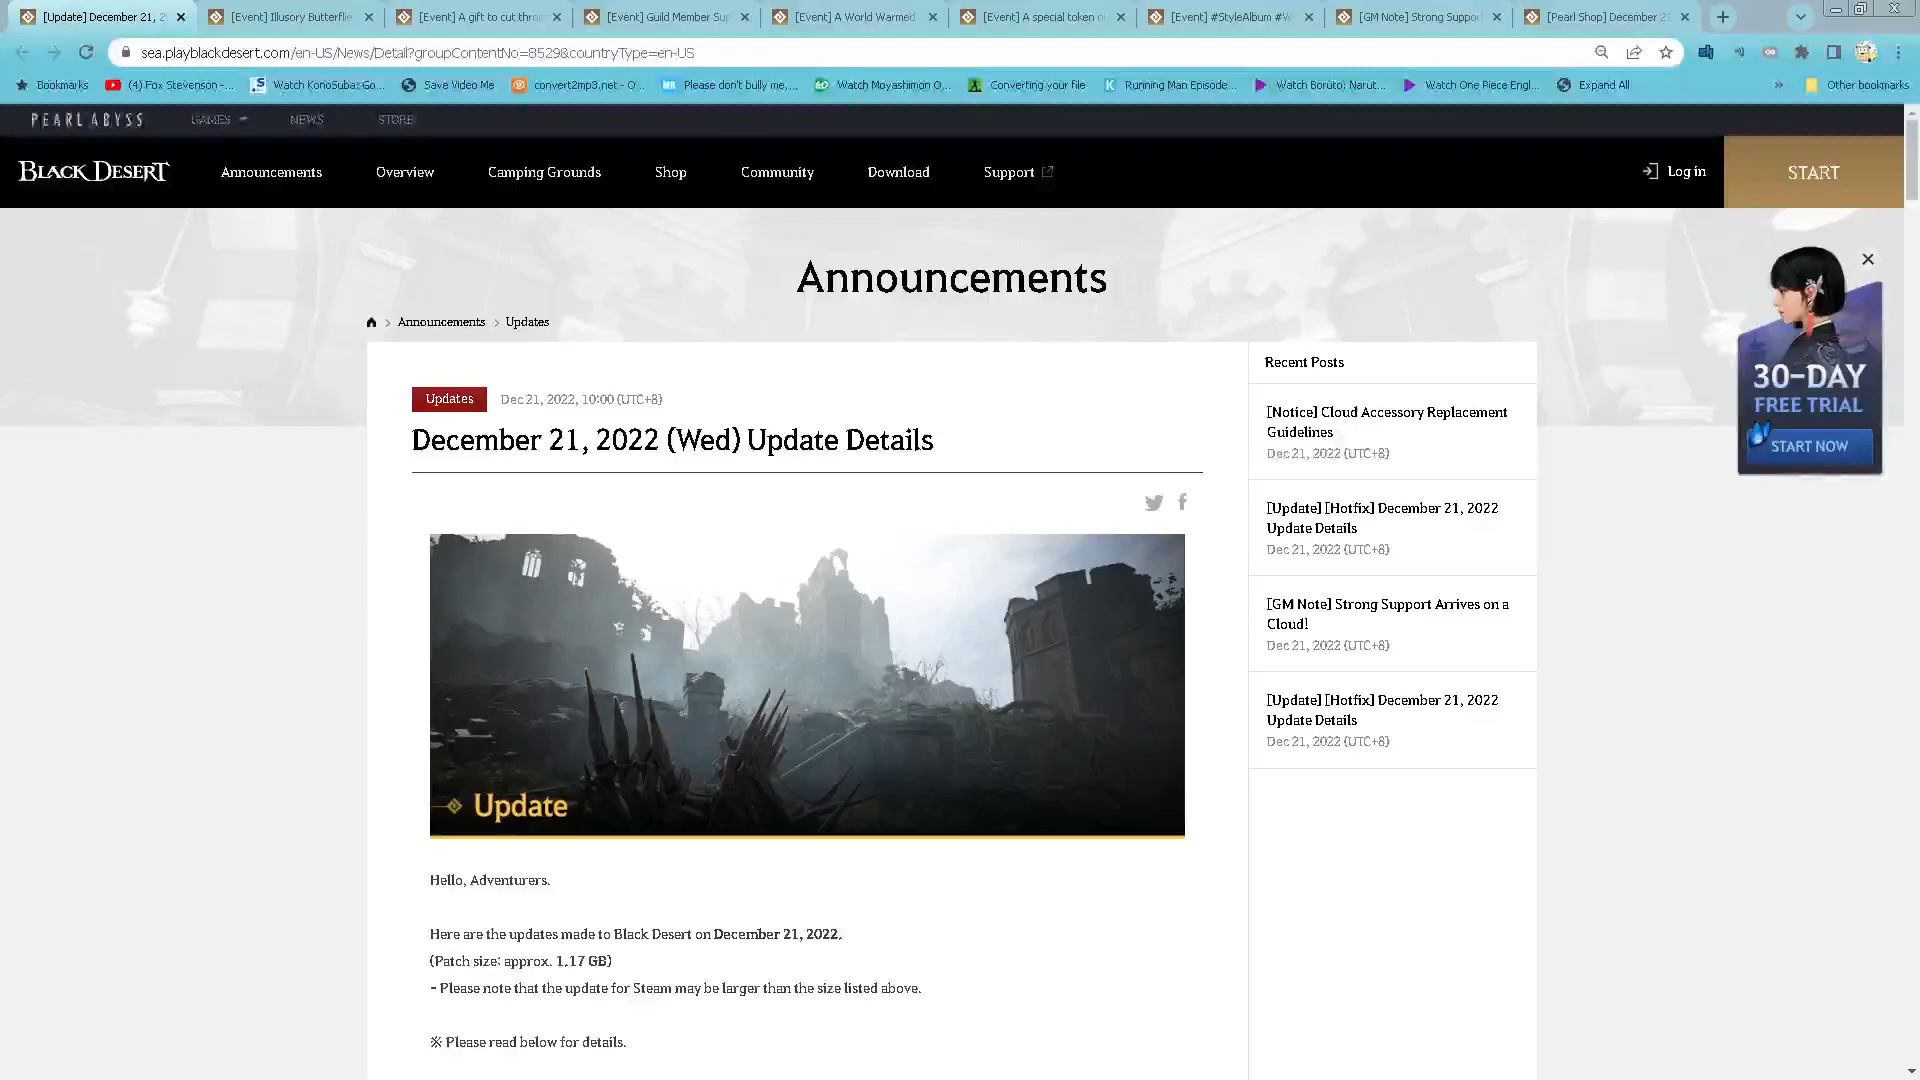 [Update] December 21, 2
[Event] Illusory Butterflie
[Event] A gift to cut throu
[Event] Guild Member Sup
[Event] A World Warmed
[Event] A special token o
[Event] #StyleAlbum #W
[GM Note] Strong Suppor
[Pearl Shop] December 21
sea.playblackdesert.com/en-US/News/Detail?groupContentNo=8529&countryType=en-US
Bookmarks
(4) Fox Stevenson -...
Watch KonoSuba: Go...
Save Video Me
convert2mp3.net - O...
Please don't bully me,...
Watch Moyashimon O...
Converting your file
Running Man Episode...
Watch Boruto: Narut...
Watch One Piece Engl...
Expand All
»
Other bookmarks
PEARL ABYSS
GAMES
NEWS
STORE
BLACK DESERT
Announcements
Overview
Camping Grounds
Shop
Community
Download
Support
Log in
START
Announcements
Announcements > Updates
Updates
Dec 21, 2022, 10:00 (UTC+8)
December 21, 2022 (Wed) Update Details
Update
Hello, Adventurers.
Here are the updates made to Black Desert on December 21, 2022.
(Patch size: approx. 1.17 GB)
- Please note that the update for Steam may be larger than the size listed above.
※ Please read below for details.
Recent Posts
[Notice] Cloud Accessory Replacement
Guidelines
Dec 21, 2022 (UTC+8)
[Update] [Hotfix] December 21, 2022
Update Details
Dec 21, 2022 (UTC+8)
[GM Note] Strong Support Arrives on a
Cloud!
Dec 21, 2022 (UTC+8)
[Update] [Hotfix] December 21, 2022
Update Details
Dec 21, 2022 (UTC+8)
30-DAY
FREE TRIAL
START NOW